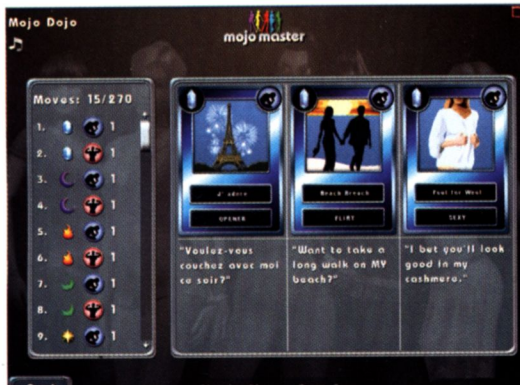 Mojo Dojo
mojo master
Moves: 15/270
1. 1
2. 1
3. 1
4. 1
5. 1
6. 1
7. 1
8. 1
9. 1
J'adore
OPENER
Beach Breach
FLIRT
Pool for Wool
SEXY
"Voulez-vous
couchez avec moi
ce soir?"
"Want to take a
long walk on MY
beach?"
"I bet you'll look
good in my
cashmere."